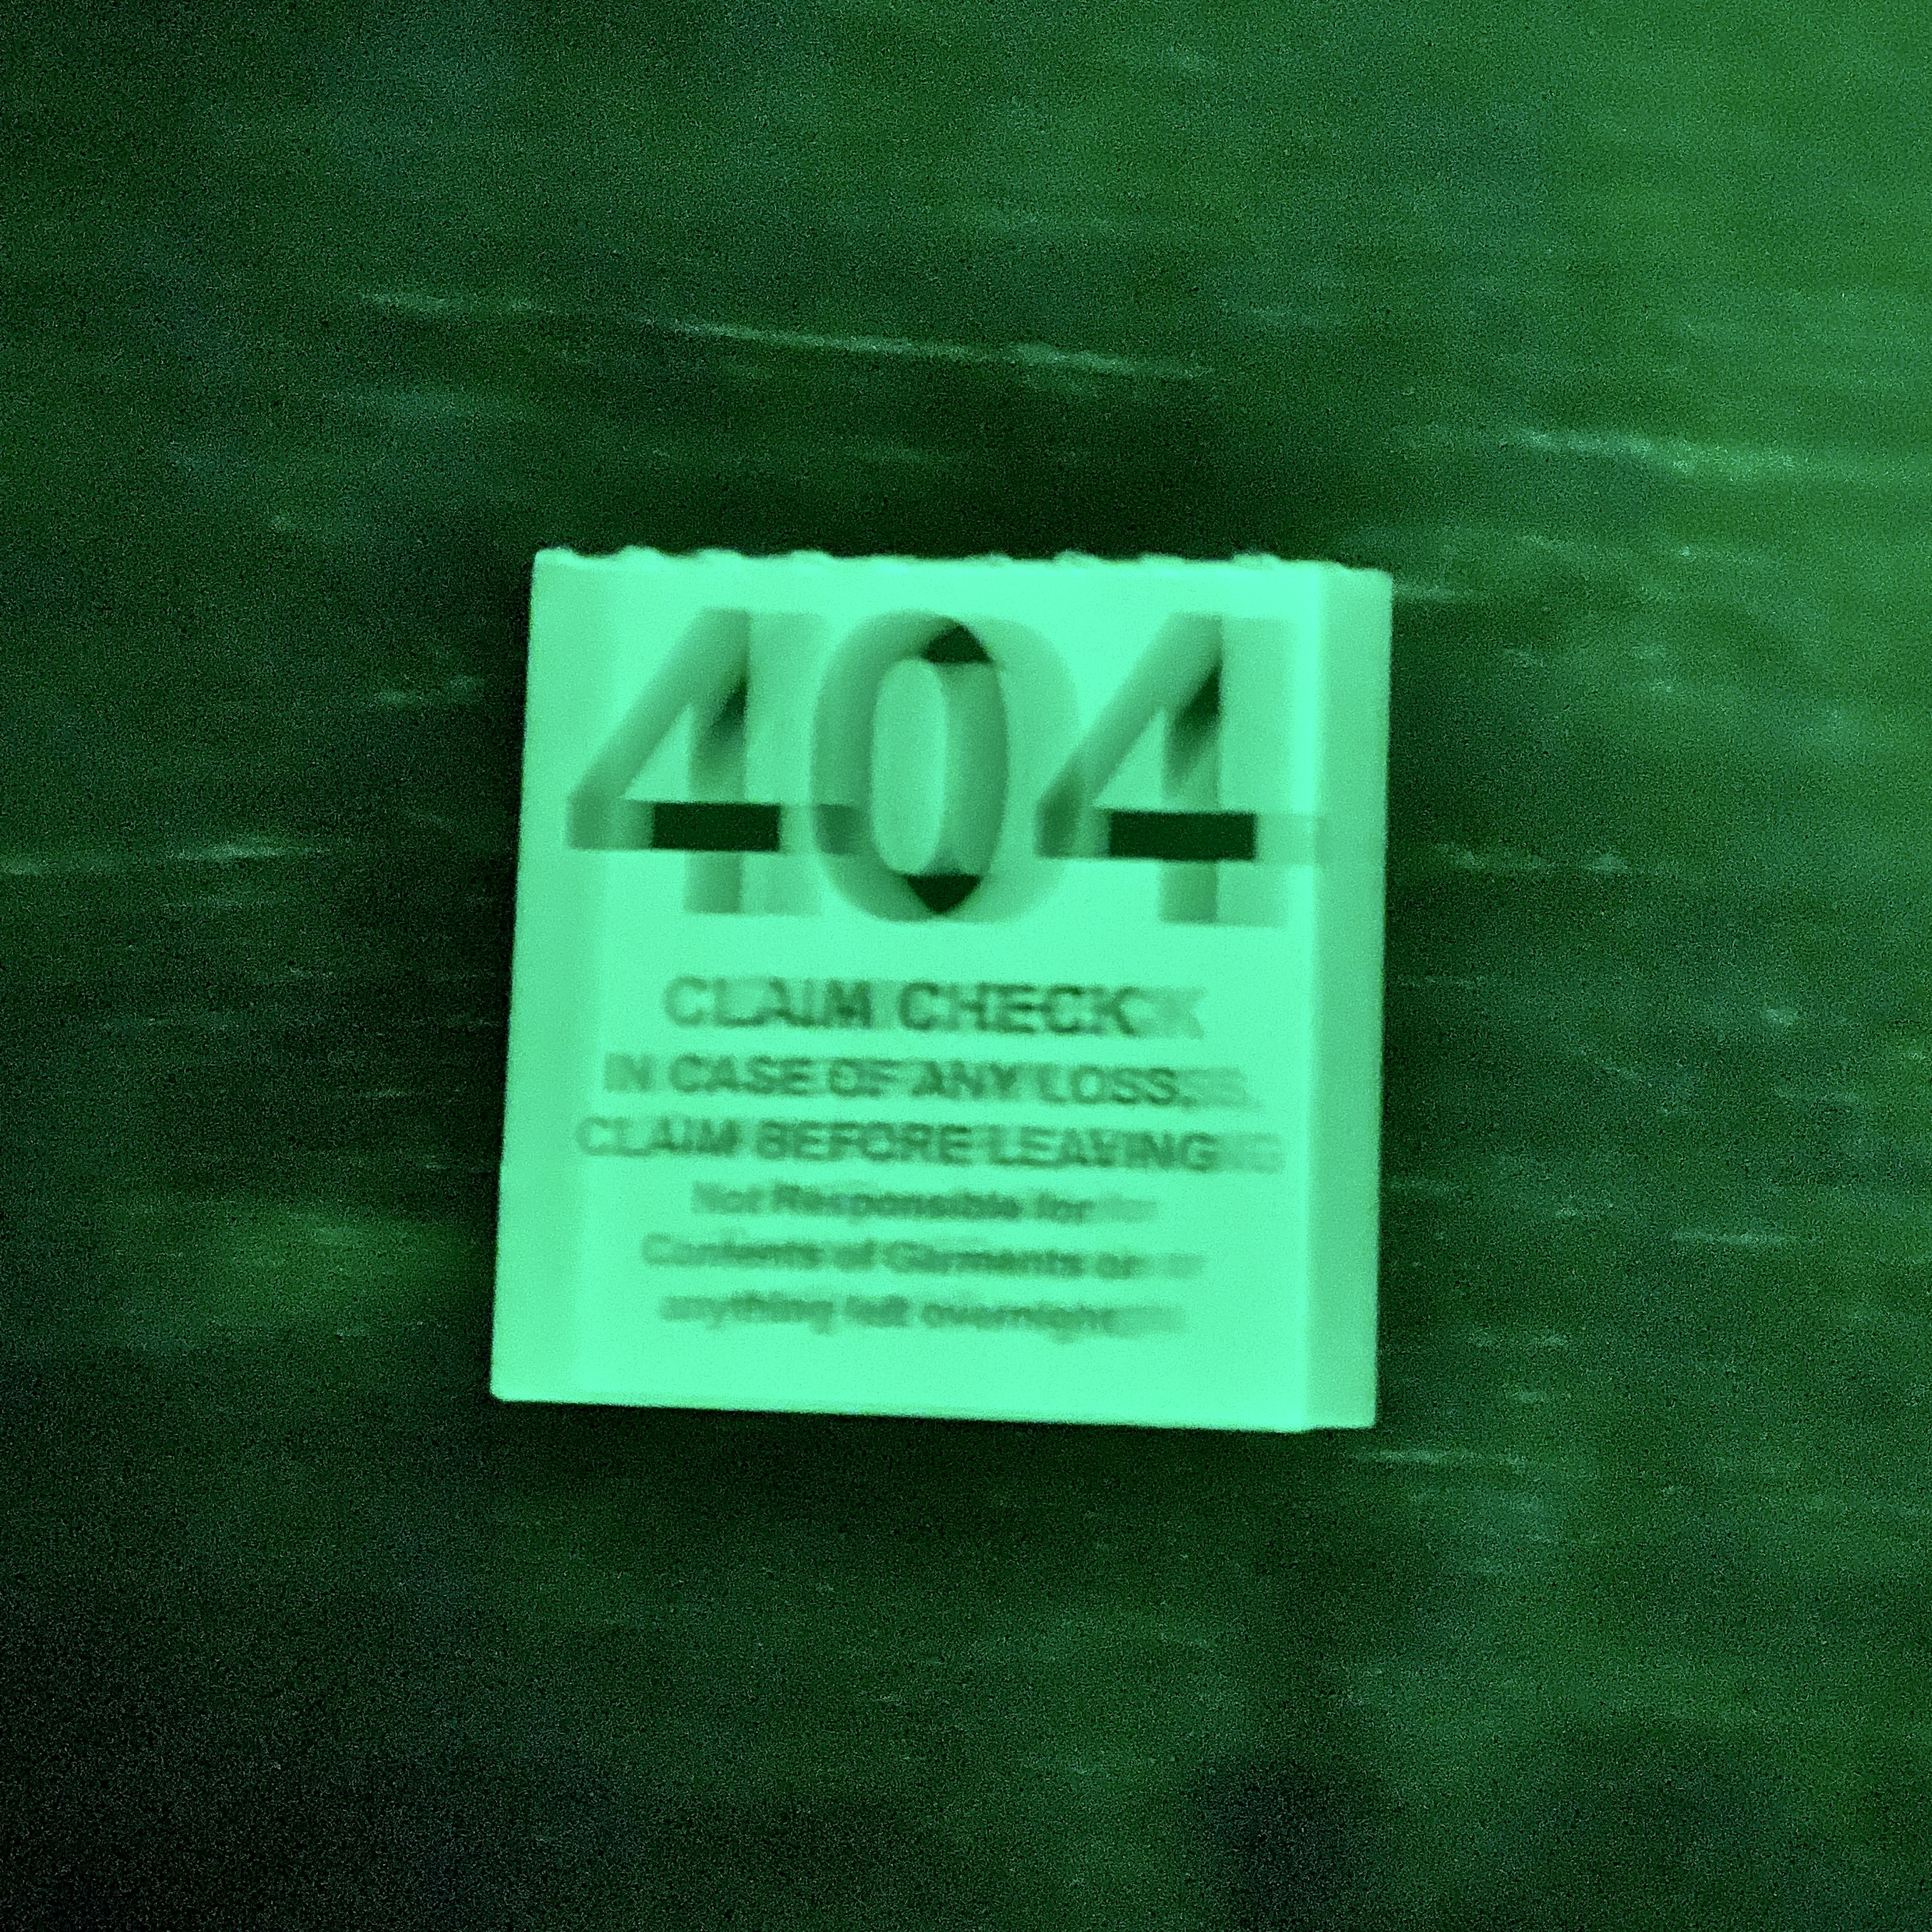 404
CLAIM CHECK
IN CASE OF ANY LOSS,
CLAIM BEFORE LEAVING
Not Responsible for
Contents of Garments or
anything left overnight